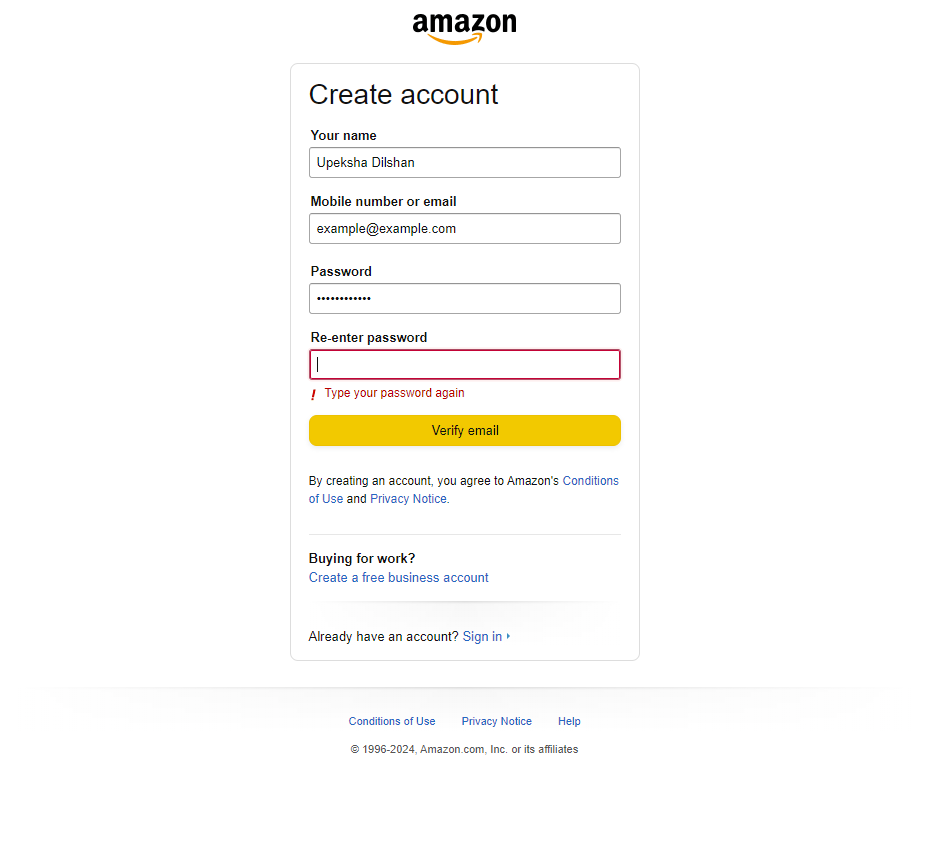 amazon
Create account
Your name
Upeksha Dilshan
Mobile number or email
example@example.com
Password
••••••••••••
Re-enter password
! Type your password again
Verify email
By creating an account, you agree to Amazon's Conditions
of Use and Privacy Notice.
Buying for work?
Create a free business account
Already have an account? Sign in
Conditions of Use Privacy Notice Help
© 1996-2024, Amazon.com, Inc. or its affiliates